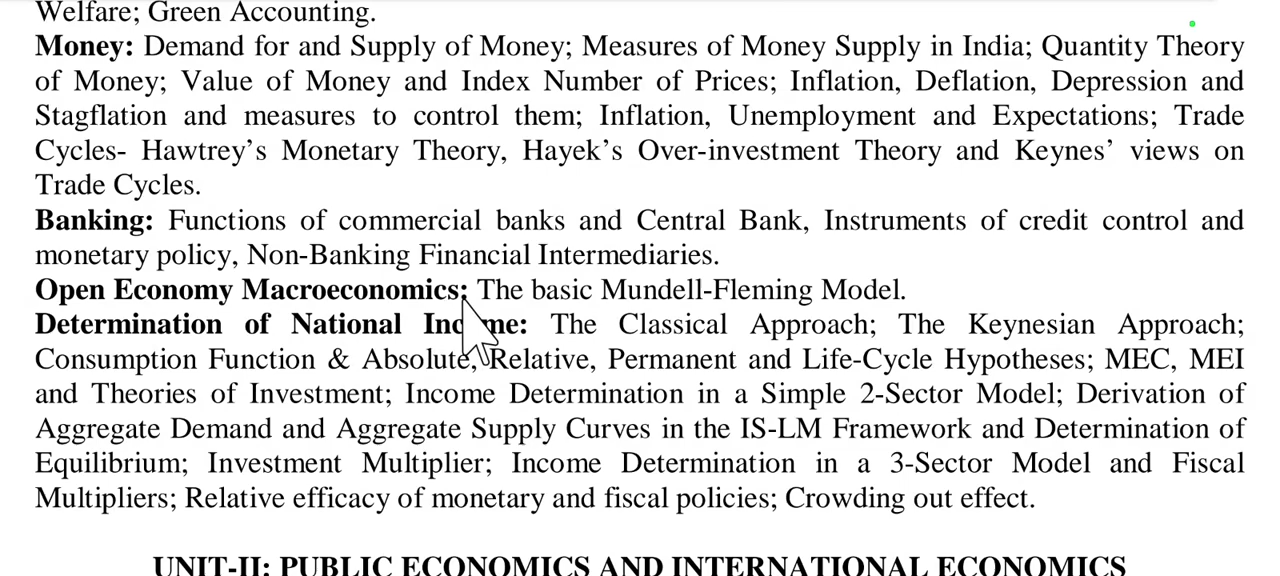 Welfare; Green Accounting.
Money: Demand for and Supply of Money; Measures of Money Supply in India; Quantity Theory
of Money; Value of Money and Index Number of Prices; Inflation, Deflation, Depression and
Stagflation and measures to control them; Inflation, Unemployment and Expectations; Trade
Cycles- Hawtrey’s Monetary Theory, Hayek’s Over-investment Theory and Keynes’ views on
Trade Cycles.
Banking: Functions of commercial banks and Central Bank, Instruments of credit control and
monetary policy, Non-Banking Financial Intermediaries.
Open Economy Macroeconomics: The basic Mundell-Fleming Model.
Determination of National Income: The Classical Approach; The Keynesian Approach;
Consumption Function & Absolute, Relative, Permanent and Life-Cycle Hypotheses; MEC, MEI
and Theories of Investment; Income Determination in a Simple 2-Sector Model; Derivation of
Aggregate Demand and Aggregate Supply Curves in the IS-LM Framework and Determination of
Equilibrium; Investment Multiplier; Income Determination in a 3-Sector Model and Fiscal
Multipliers; Relative efficacy of monetary and fiscal policies; Crowding out effect.
UNIT-II: PUBLIC ECONOMICS AND INTERNATIONAL ECONOMICS